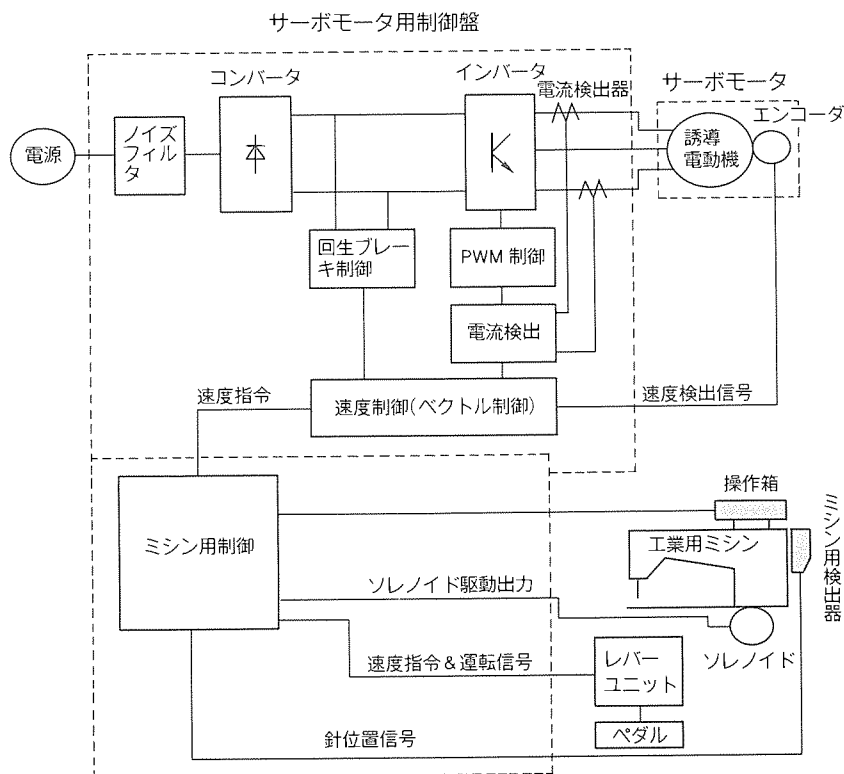 サーボモータ用制御盤
コンバータ
インバータ
電流検出器
サーボモータ
エンコーダ
電源
ノイズ
フィル
タ
誘導
電動機
回生ブレー
キ制御
PWM 制御
電流検出
速度指令
速度制御(ベクトル制御)
速度検出信号
操作箱
ミシン用制御
工業用ミシン
ミシン用検出器
ソレノイド駆動出力
ソレノイド
速度指令&運転信号
レバー
ユニット
ペダル
針位置信号